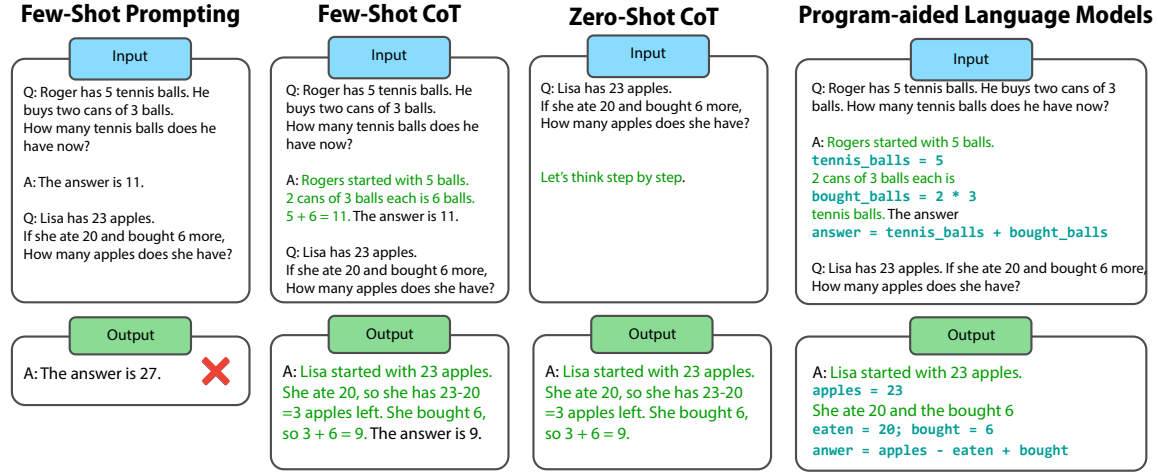 Few-Shot Prompting
Input
Q: Roger has 5 tennis balls. He
buys two cans of 3 balls.
How many tennis balls does he
have now?
A: The answer is 11.
Q: Lisa has 23 apples.
If she ate 20 and bought 6 more,
How many apples does she have?
Output
A: The answer is 27.
Few-Shot CoT
Input
Q: Roger has 5 tennis balls. He
buys two cans of 3 balls.
How many tennis balls does he
have now?
A: Rogers started with 5 balls.
2 cans of 3 balls each is 6 balls.
5 + 6 = 11. The answer is 11.
Q: Lisa has 23 apples.
If she ate 20 and bought 6 more,
How many apples does she have?
Output
A: Lisa started with 23 apples.
She ate 20, so she has 23-20
=3 apples left. She bought 6,
so 3 + 6 = 9. The answer is 9.
Zero-Shot CoT
Input
Q: Lisa has 23 apples.
If she ate 20 and bought 6 more,
How many apples does she have?
Let's think step by step.
Output
A: Lisa started with 23 apples.
She ate 20, so she has 23-20
=3 apples left. She bought 6,
so 3 + 6 = 9.
Program-aided Language Models
Input
Q: Roger has 5 tennis balls. He buys two cans of 3
balls. How many tennis balls does he have now?
A: Rogers started with 5 balls.
tennis_balls = 5
2 cans of 3 balls each is
bought_balls = 2 * 3
tennis balls. The answer
answer = tennis_balls + bought_balls
Q: Lisa has 23 apples. If she ate 20 and bought 6 more,
How many apples does she have?
Output
A: Lisa started with 23 apples.
apples = 23
She ate 20 and the bought 6
eaten = 20; bought = 6
anwer = apples - eaten + bought